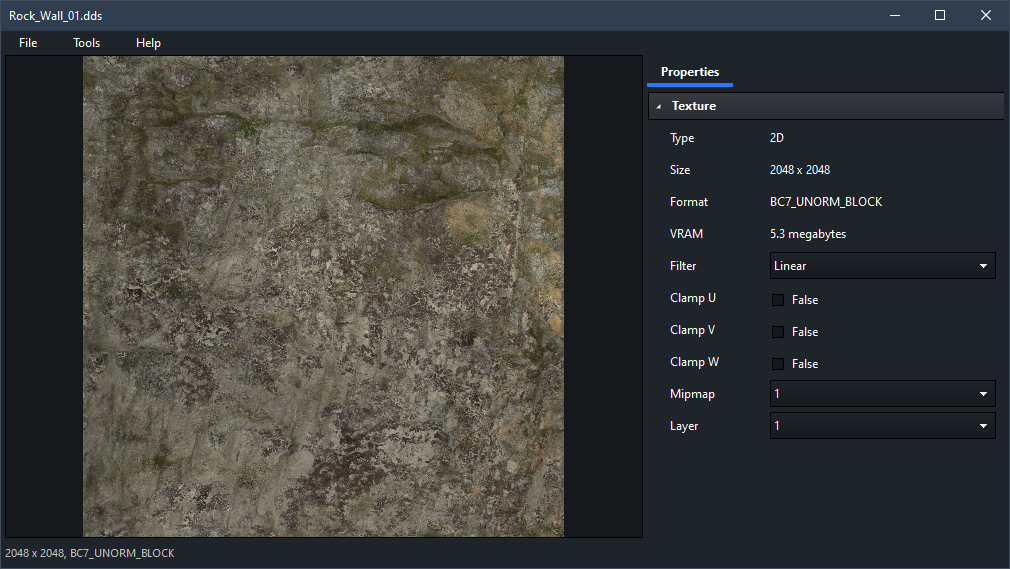 Rock_Wall_01.dds
File Tools Help
Properties
Texture
Type 2D
Size 2048 x 2048
Format BC7_UNORM_BLOCK
VRAM 5.3 megabytes
Filter Linear
Clamp U False
Clamp V False
Clamp W False
Mipmap 1
Layer 1
2048 x 2048, BC7_UNORM_BLOCK